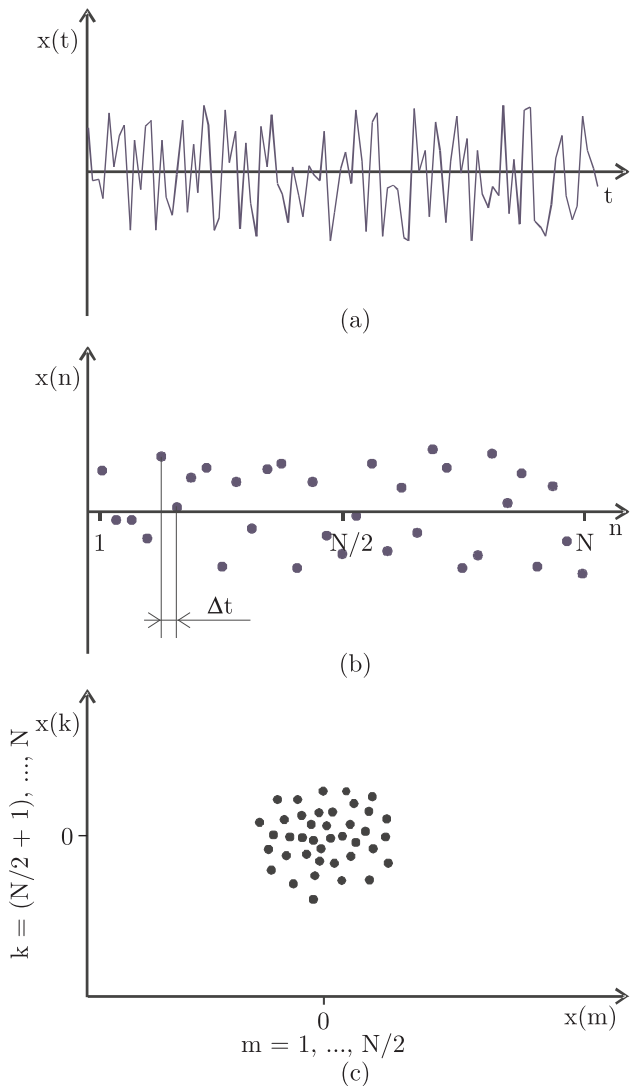 x(t)
t
(a)
x(n)
1
N/2
N
n
Δt
(b)
x(k)
k = (N/2 + 1), ..., N
0
0
x(m)
m = 1, ..., N/2
(c)